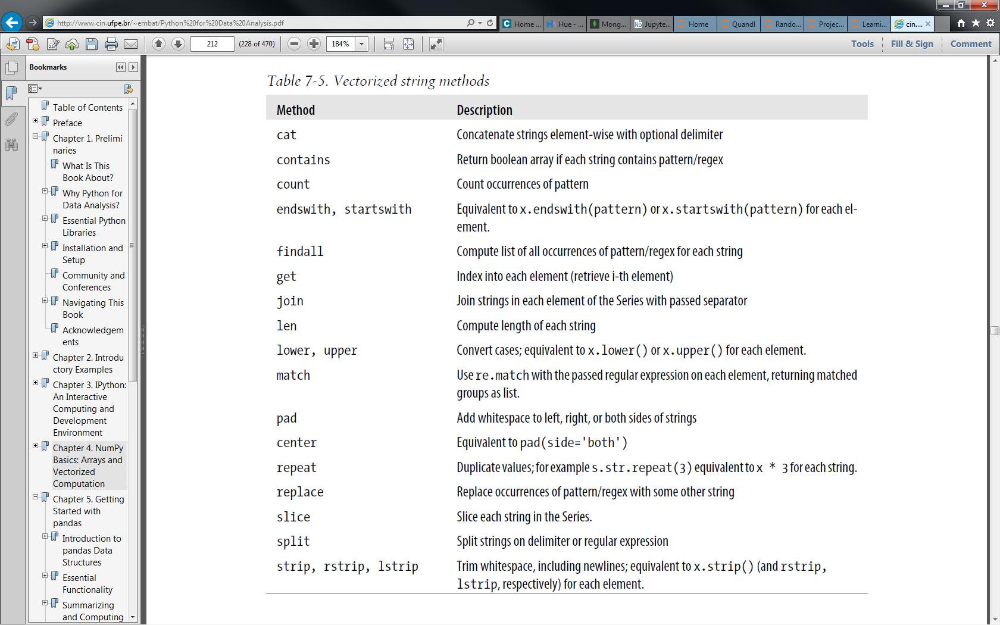 http://www.cin.ufpe.br/~embat/Python%20for%20Data%20Analysis.pdf
Home ...
Hue - ...
Mong...
Jupyte...
Home
Quandl
Rando...
Projec...
Learni...
cin....
212
(228 of 470)
184%
Tools
Fill & Sign
Comment
Bookmarks
Table of Contents
Preface
Chapter 1. Prelimi
naries
What Is This
Book About?
Why Python for
Data Analysis?
Essential Python
Libraries
Installation and
Setup
Community and
Conferences
Navigating This
Book
Acknowledgem
ents
Chapter 2. Introdu
ctory Examples
Chapter 3. IPython:
An Interactive
Computing and
Development
Environment
Chapter 4. NumPy
Basics: Arrays and
Vectorized
Computation
Chapter 5. Getting
Started with
pandas
Introduction to
pandas Data
Structures
Essential
Functionality
Summarizing
and Computing
Table 7-5. Vectorized string methods
Method Description
cat Concatenate strings element-wise with optional delimiter
contains Return boolean array if each string contains pattern/regex
count Count occurrences of pattern
endswith, startswith Equivalent to x.endswith(pattern) or x.startswith(pattern) for each el-
ement.
findall Compute list of all occurrences of pattern/regex for each string
get Index into each element (retrieve i-th element)
join Join strings in each element of the Series with passed separator
len Compute length of each string
lower, upper Convert cases; equivalent to x.lower() or x.upper() for each element.
match Use re.match with the passed regular expression on each element, returning matched
groups as list.
pad Add whitespace to left, right, or both sides of strings
center Equivalent to pad(side='both')
repeat Duplicate values; for example s.str.repeat(3) equivalent to x * 3 for each string.
replace Replace occurrences of pattern/regex with some other string
slice Slice each string in the Series.
split Split strings on delimiter or regular expression
strip, rstrip, lstrip Trim whitespace, including newlines; equivalent to x.strip() (and rstrip,
lstrip, respectively) for each element.